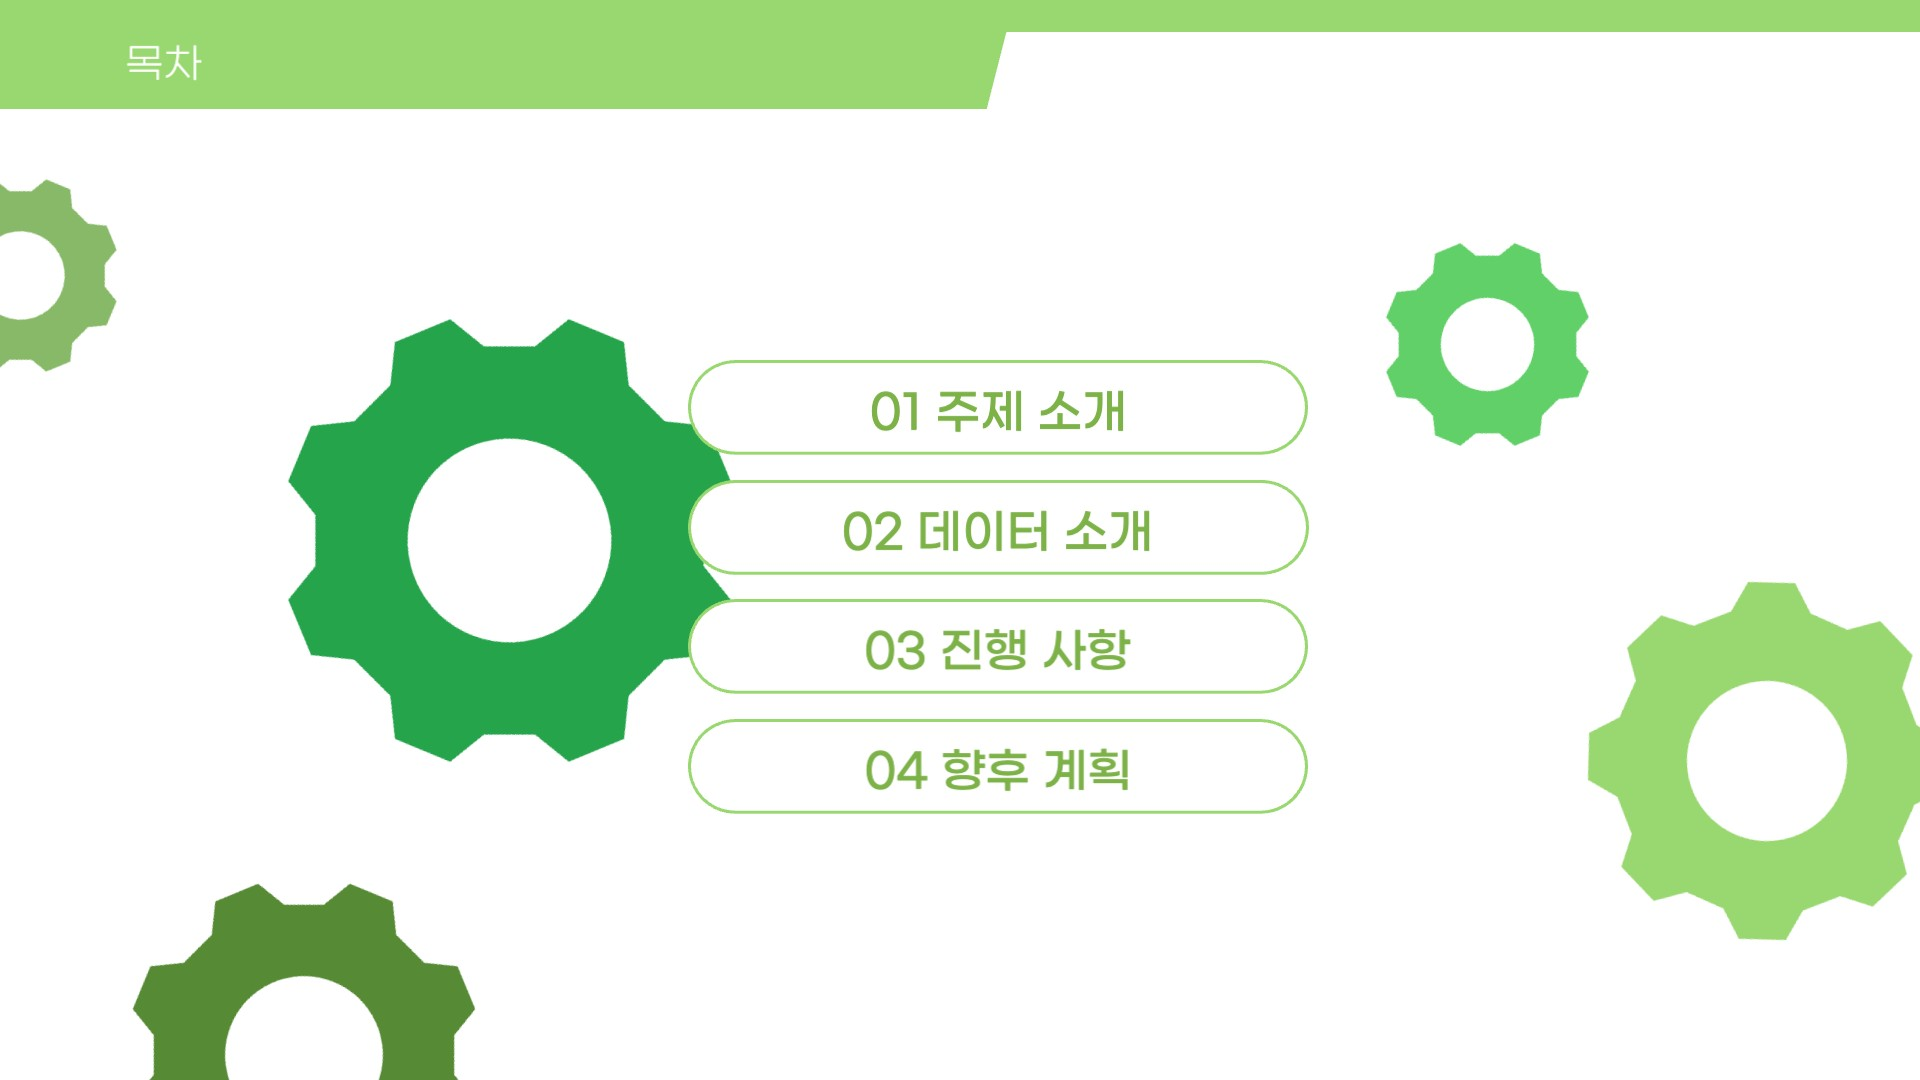 목차
01 주제 소개
02 데이터 소개
03 진행 사항
04 향후 계획